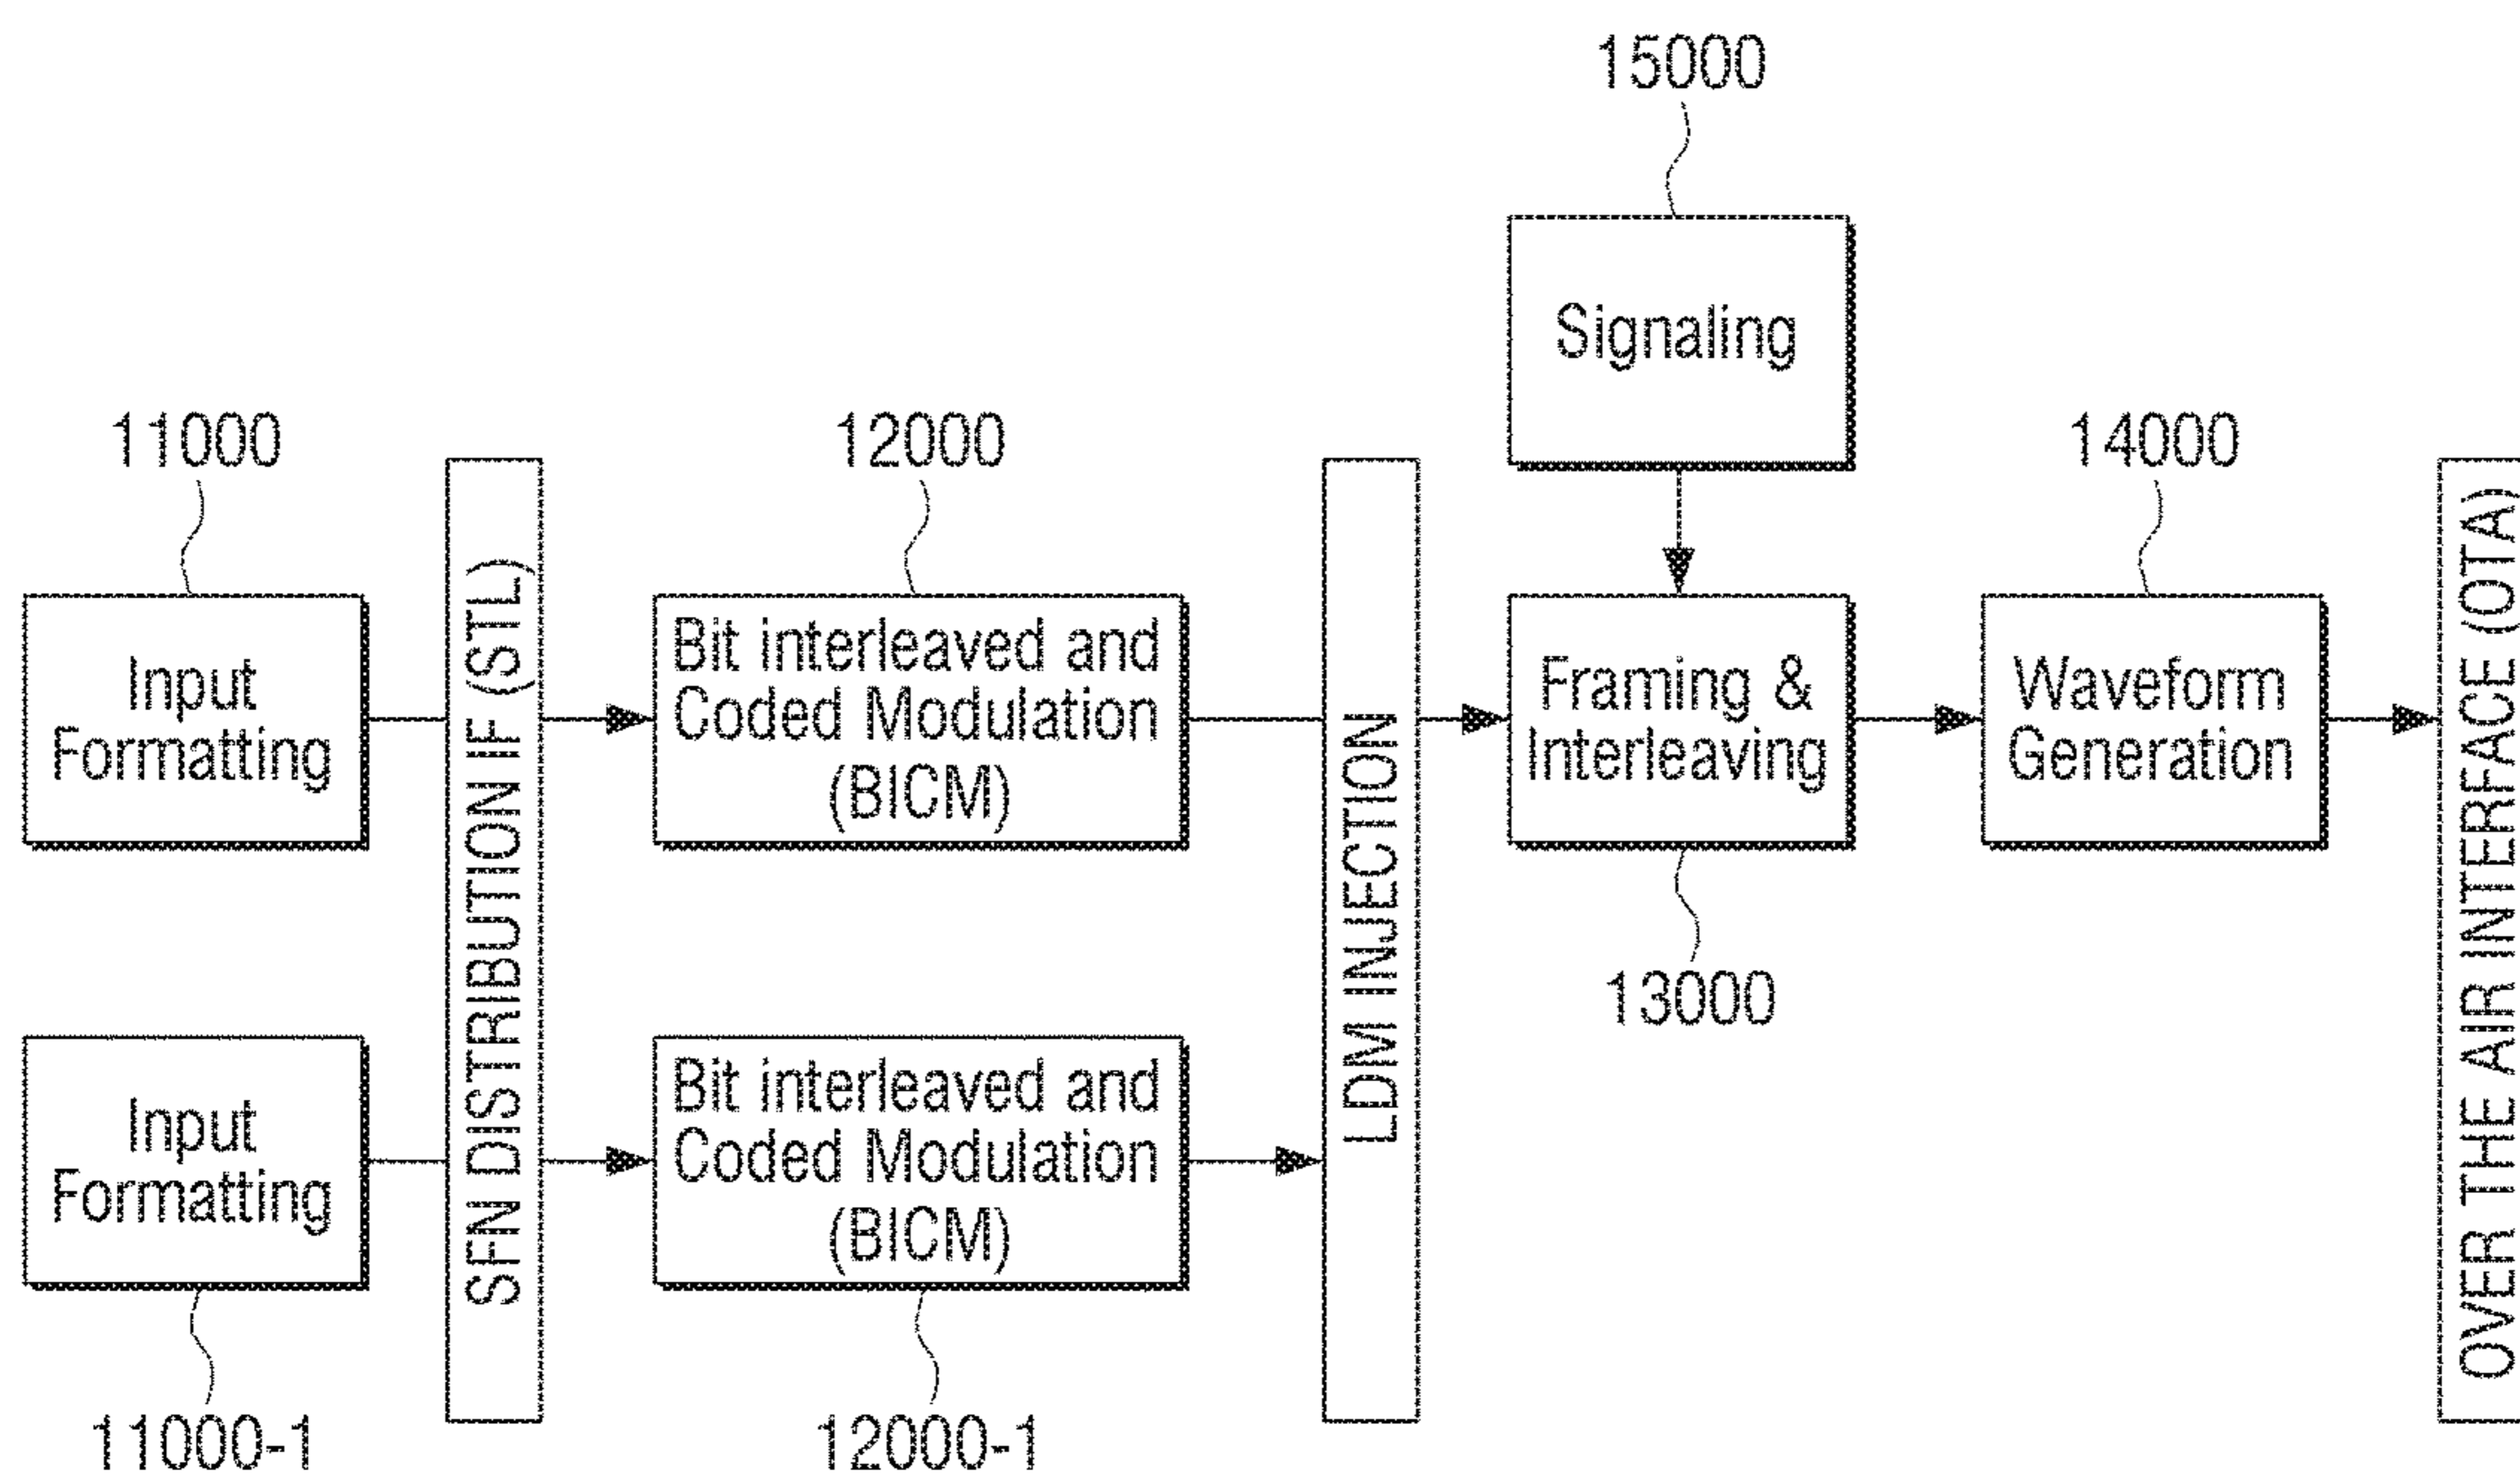 15000
Signaling
11000
12000
14000
Input
Formatting
SFN DISTRIBUTION IF (STL)
Bit interleaved and
Coded Modulation
(BICM)
LDM INJECTION
Framing &
Interleaving
Waveform
Generation
OVER THE AIR INTERFACE (OTA)
13000
Input
Formatting
Bit interleaved and
Coded Modulation
(BICM)
11000-1
12000-1